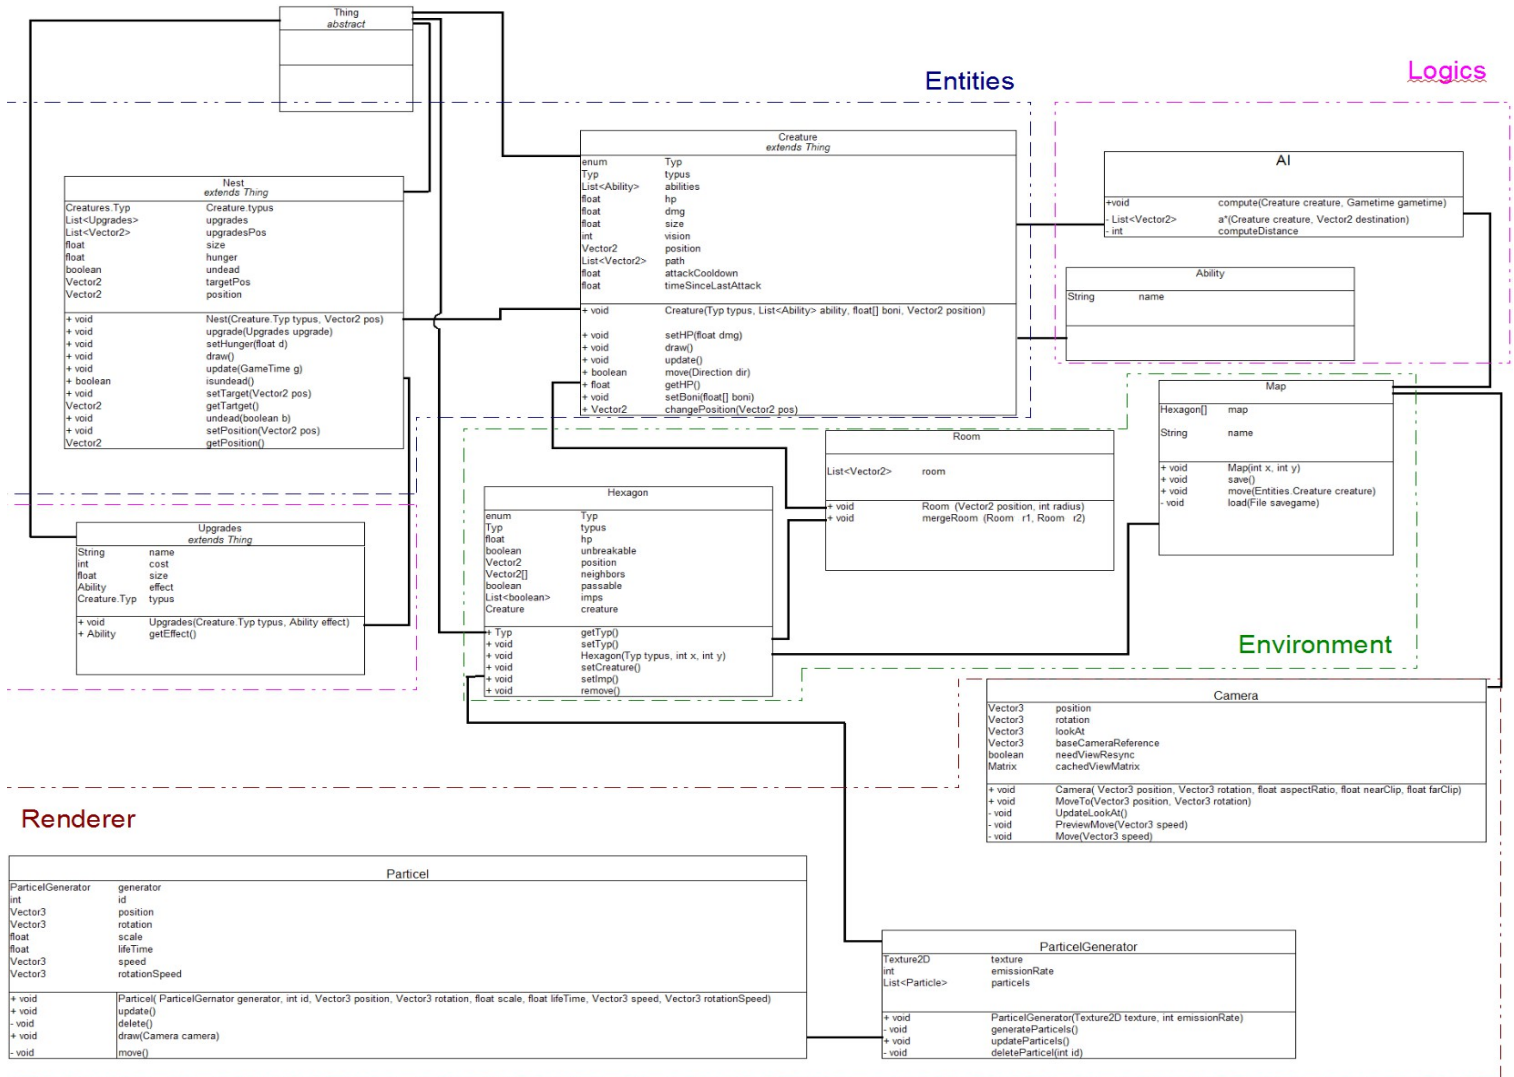 Thing
abstract
Entities
Logics
Creature
extends Thing
enum Typ
Typ typus
List<Ability> abilities
float hp
float dmg
float size
int vision
Vector2 position
List<Vector2> path
float attackCooldown
float timeSinceLastAttack
+ void Creature(Typ typus, List<Ability> ability, float[] boni, Vector2 position)
+ void setHP(float dmg)
+ void draw()
+ void update()
+ boolean move(Direction dir)
+ float getHP()
+ void setBoni(float[] boni)
+ Vector2 changePosition(Vector2 pos)
AI
+void compute(Creature creature, Gametime gametime)
- List<Vector2> a*(Creature creature, Vector2 destination)
- int computeDistance
Ability
String name
Nest
extends Thing
Creatures.Typ Creature.typus
List<Upgrades> upgrades
List<Vector2> upgradesPos
float size
float hunger
boolean undead
Vector2 targetPos
Vector2 position
+ void Nest(Creature.Typ typus, Vector2 pos)
+ void upgrade(Upgrades upgrade)
+ void setHunger(float d)
+ void draw()
+ void update(GameTime g)
+ boolean isundead()
+ void setTarget(Vector2 pos)
Vector2 getTartget()
+ void undead(boolean b)
+ void setPosition(Vector2 pos)
Vector2 getPosition()
Map
Hexagon[] map
String name
+ void Map(int x, int y)
+ void save()
+ void move(Entities.Creature creature)
- void load(File savegame)
Room
List<Vector2> room
+ void Room (Vector2 position, int radius)
+ void mergeRoom (Room r1, Room r2)
Hexagon
enum Typ
Typ typus
float hp
boolean unbreakable
Vector2 position
Vector2[] neighbors
boolean passable
List<boolean> imps
Creature creature
+ Typ getTyp()
+ void setTyp()
+ void Hexagon(Typ typus, int x, int y)
+ void setCreature()
+ void setImp()
+ void remove()
Upgrades
extends Thing
String name
int cost
float size
Ability effect
Creature.Typ typus
+ void Upgrades(Creature.Typ typus, Ability effect)
+ Ability getEffect()
Environment
Camera
Vector3 position
Vector3 rotation
Vector3 lookAt
Vector3 baseCameraReference
boolean needViewResync
Matrix cachedViewMatrix
+ void Camera( Vector3 position, Vector3 rotation, float aspectRatio, float nearClip, float farClip)
+ void MoveTo(Vector3 position, Vector3 rotation)
- void UpdateLookAt()
- void PreviewMove(Vector3 speed)
- void Move(Vector3 speed)
Renderer
Particel
ParticelGenerator generator
int id
Vector3 position
Vector3 rotation
float scale
float lifeTime
Vector3 speed
Vector3 rotationSpeed
+ void Particel( ParticelGernator generator, int id, Vector3 position, Vector3 rotation, float scale, float lifeTime, Vector3 speed, Vector3 rotationSpeed)
+ void update()
- void delete()
+ void draw(Camera camera)
- void move()
ParticelGenerator
Texture2D texture
int emissionRate
List<Particle> particels
+ void ParticelGenerator(Texture2D texture, int emissionRate)
- void generateParticels()
+ void updateParticels()
- void deleteParticel(int id)